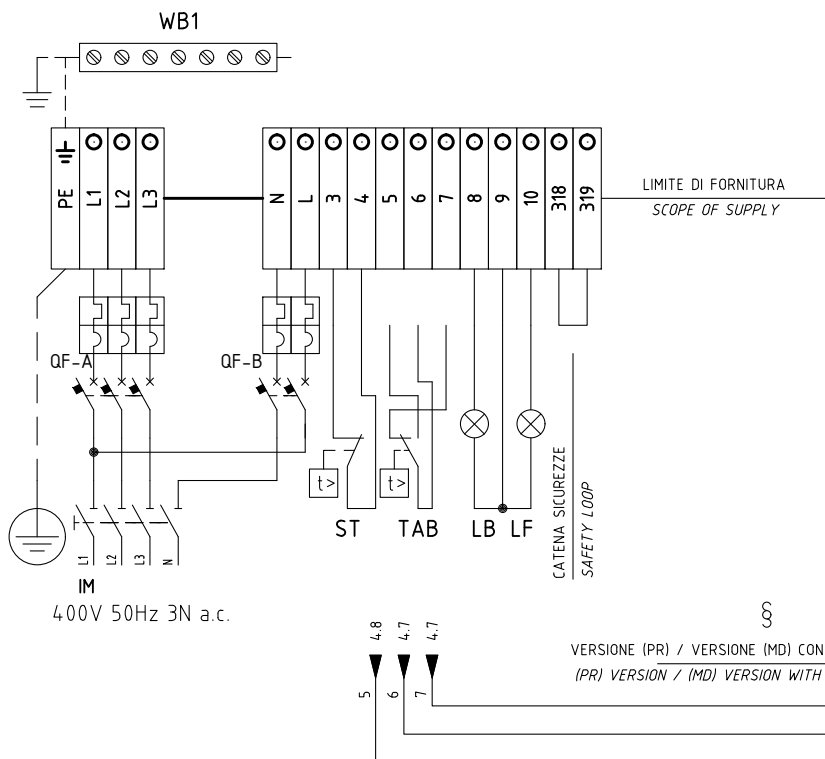 WB1
PE L1 L2 L3
N L 3 4 5 6 7 8 9 10 318 319
LIMITE DI FORNITURA
SCOPE OF SUPPLY
QF-A
QF-B
t>
t>
ST
TAB
LB
LF
CATENA SICUREZZE
SAFETY LOOP
L1 L2 L3 N
IM
400V 50Hz 3N a.c.
4.8 4.7 4.7
5 6 7
§
VERSIONE (PR) / VERSIONE (MD) CON
(PR) VERSION / (MD) VERSION WITH